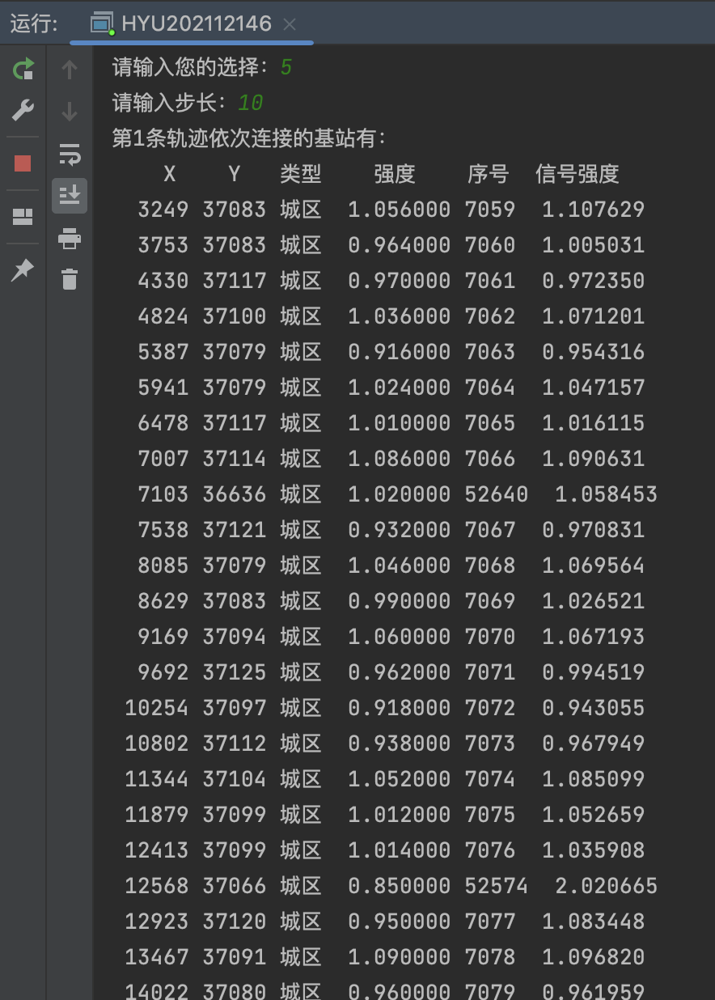 运行: HYU202112146
请输入您的选择: 5
请输入步长: 10
第1条轨迹依次连接的基站有:
X Y 类型 强度 序号 信号强度
3249 37083 城区 1.056000 7059 1.107629
3753 37083 城区 0.964000 7060 1.005031
4330 37117 城区 0.970000 7061 0.972350
4824 37100 城区 1.036000 7062 1.071201
5387 37079 城区 0.916000 7063 0.954316
5941 37079 城区 1.024000 7064 1.047157
6478 37117 城区 1.010000 7065 1.016115
7007 37114 城区 1.086000 7066 1.090631
7103 36636 城区 1.020000 52640 1.058453
7538 37121 城区 0.932000 7067 0.970831
8085 37079 城区 1.046000 7068 1.069564
8629 37083 城区 0.990000 7069 1.026521
9169 37094 城区 1.060000 7070 1.067193
9692 37125 城区 0.962000 7071 0.994519
10254 37097 城区 0.918000 7072 0.943055
10802 37112 城区 0.938000 7073 0.967949
11344 37104 城区 1.052000 7074 1.085099
11879 37099 城区 1.012000 7075 1.052659
12413 37099 城区 1.014000 7076 1.035908
12568 37066 城区 0.850000 52574 2.020665
12923 37120 城区 0.950000 7077 1.083448
13467 37091 城区 1.090000 7078 1.096820
14022 37080 城区 0.960000 7079 0.961959